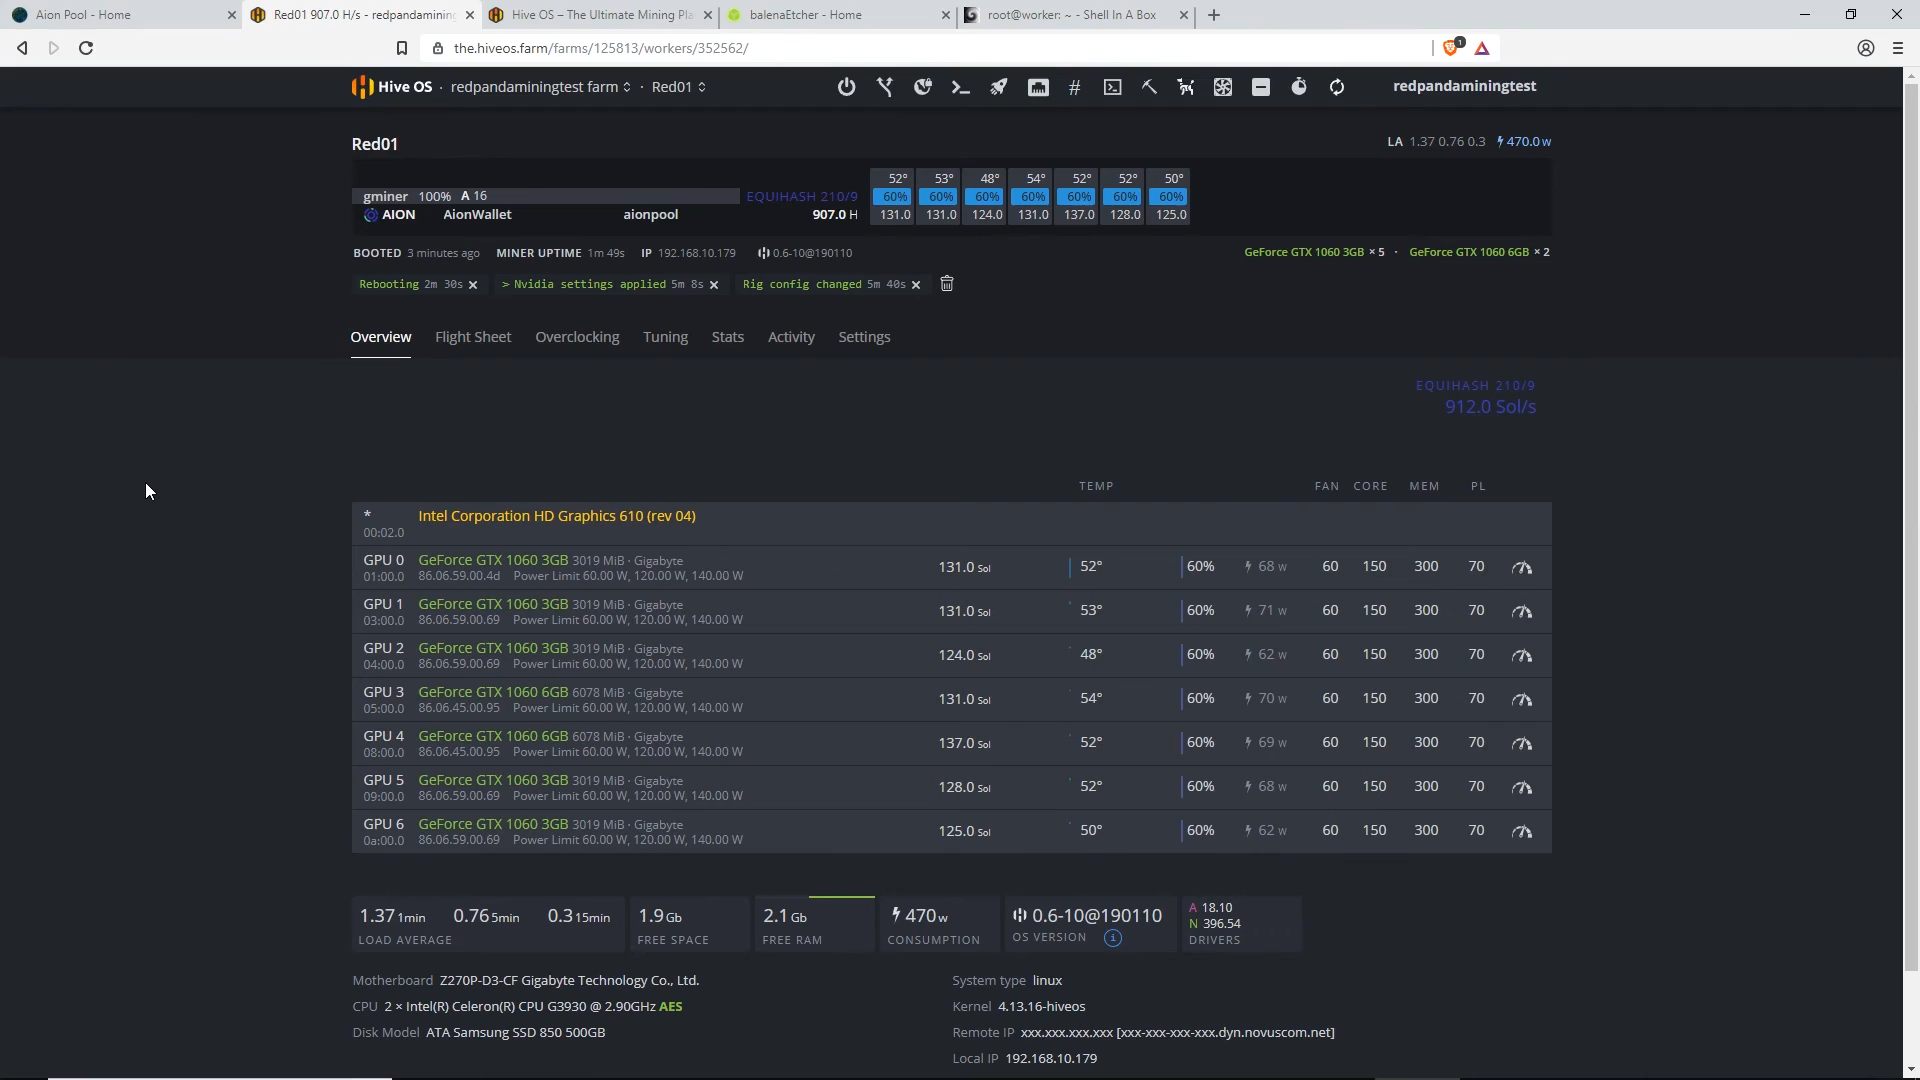 Aion Pool - Home
Red01 907.0 H/s - redpandamining
Hive OS – The Ultimate Mining Pla
balenaEtcher - Home
root@worker: ~ - Shell In A Box
the.hiveos.farm/farms/125813/workers/352562/
1
Hive OS · redpandaminingtest farm · Red01
#
redpandaminingtest
Red01
LA 1.37 0.76 0.3 470.0 w
52° 53° 48° 54° 52° 52° 50°
gminer 100% A 16 EQUIHASH 210/9 60% 60% 60% 60% 60% 60% 60%
AION AionWallet aionpool 907.0 H 131.0 131.0 124.0 131.0 137.0 128.0 125.0
BOOTED 3 minutes ago MINER UPTIME 1m 49s IP 192.168.10.179 0.6-10@190110
GeForce GTX 1060 3GB × 5 · GeForce GTX 1060 6GB × 2
Rebooting 2m 30s > Nvidia settings applied 5m 8s Rig config changed 5m 40s
Overview Flight Sheet Overclocking Tuning Stats Activity Settings
EQUIHASH 210/9
912.0 Sol/s
TEMP FAN CORE MEM PL
* Intel Corporation HD Graphics 610 (rev 04)
00:02.0
GPU 0 GeForce GTX 1060 3GB 3019 MiB · Gigabyte 131.0 Sol 52° 60% 68 w 60 150 300 70
01:00.0 86.06.59.00.4d Power Limit 60.00 W, 120.00 W, 140.00 W
GPU 1 GeForce GTX 1060 3GB 3019 MiB · Gigabyte 131.0 Sol 53° 60% 71 w 60 150 300 70
03:00.0 86.06.59.00.69 Power Limit 60.00 W, 120.00 W, 140.00 W
GPU 2 GeForce GTX 1060 3GB 3019 MiB · Gigabyte 124.0 Sol 48° 60% 62 w 60 150 300 70
04:00.0 86.06.59.00.69 Power Limit 60.00 W, 120.00 W, 140.00 W
GPU 3 GeForce GTX 1060 6GB 6078 MiB · Gigabyte 131.0 Sol 54° 60% 70 w 60 150 300 70
05:00.0 86.06.45.00.95 Power Limit 60.00 W, 120.00 W, 140.00 W
GPU 4 GeForce GTX 1060 6GB 6078 MiB · Gigabyte 137.0 Sol 52° 60% 69 w 60 150 300 70
08:00.0 86.06.45.00.95 Power Limit 60.00 W, 120.00 W, 140.00 W
GPU 5 GeForce GTX 1060 3GB 3019 MiB · Gigabyte 128.0 Sol 52° 60% 68 w 60 150 300 70
09:00.0 86.06.59.00.69 Power Limit 60.00 W, 120.00 W, 140.00 W
GPU 6 GeForce GTX 1060 3GB 3019 MiB · Gigabyte 125.0 Sol 50° 60% 62 w 60 150 300 70
0a:00.0 86.06.59.00.69 Power Limit 60.00 W, 120.00 W, 140.00 W
1.37 1min 0.76 5min 0.3 15min
LOAD AVERAGE
1.9 Gb
FREE SPACE
2.1 Gb
FREE RAM
470 w
CONSUMPTION
0.6-10@190110
OS VERSION i
A 18.10
N 396.54
DRIVERS
Motherboard Z270P-D3-CF Gigabyte Technology Co., Ltd.
CPU 2 × Intel(R) Celeron(R) CPU G3930 @ 2.90GHz AES
Disk Model ATA Samsung SSD 850 500GB
System type linux
Kernel 4.13.16-hiveos
Remote IP xxx.xxx.xxx.xxx [xxx-xxx-xxx-xxx.dyn.novuscom.net]
Local IP 192.168.10.179